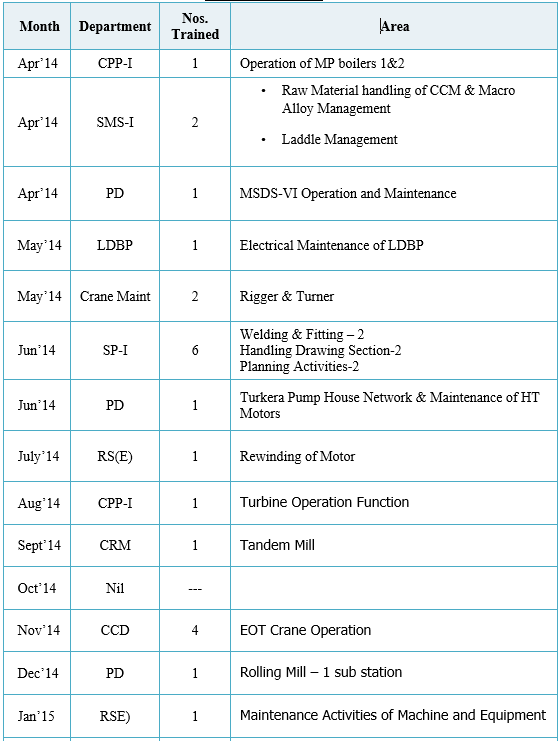 Month Department Nos. Trained Area
Apr’14 CPP-I 1 Operation of MP boilers 1&2
Apr’14 SMS-I 2
• Raw Material handling of CCM & Macro
Alloy Management
• Laddle Management
Apr’14 PD 1 MSDS-VI Operation and Maintenance
May’14 LDBP 1 Electrical Maintenance of LDBP
May’14 Crane Maint 2 Rigger & Turner
Jun’14 SP-I 6
Welding & Fitting – 2
Handling Drawing Section-2
Planning Activities-2
Jun’14 PD 1 Turkera Pump House Network & Maintenance of HT
Motors
July’14 RS(E) 1 Rewinding of Motor
Aug’14 CPP-I 1 Turbine Operation Function
Sept’14 CRM 1 Tandem Mill
Oct’14 Nil ---
Nov’14 CCD 4 EOT Crane Operation
Dec’14 PD 1 Rolling Mill – 1 sub station
Jan’15 RSE) 1 Maintenance Activities of Machine and Equipment